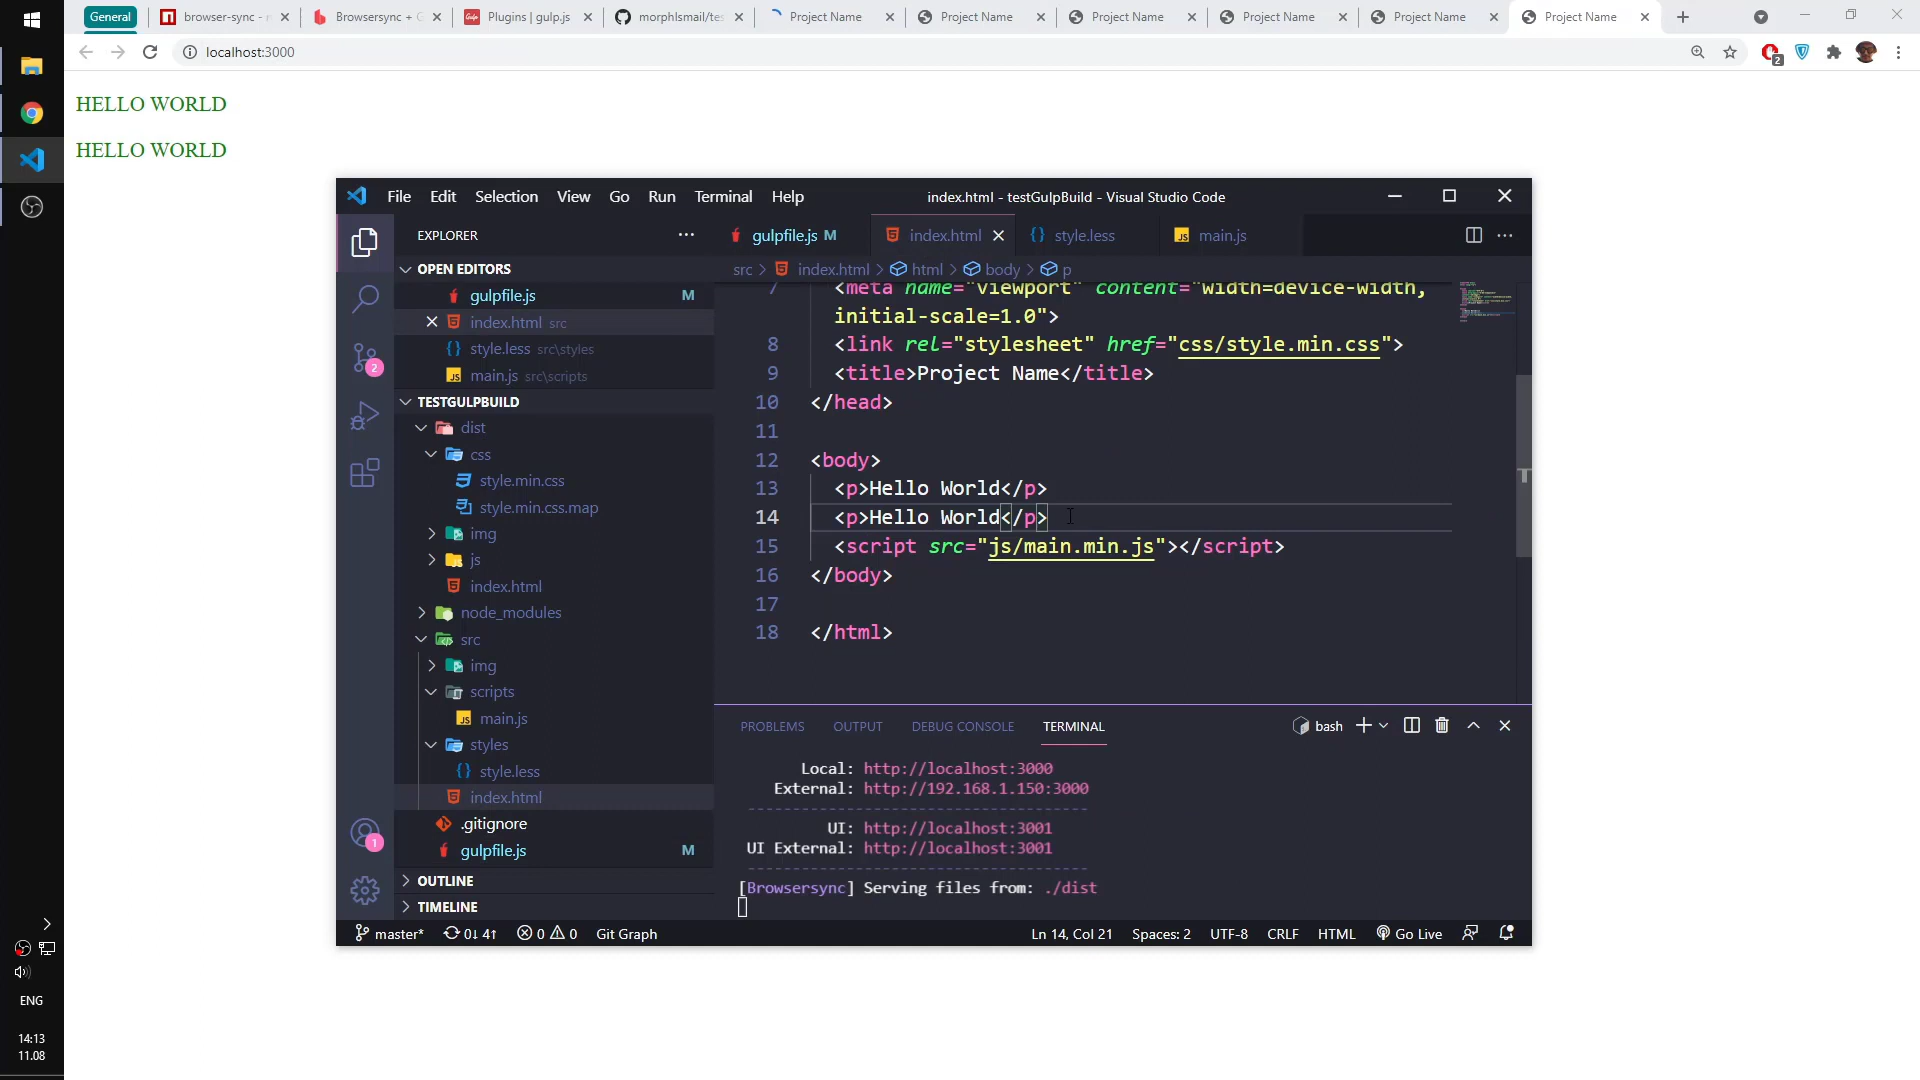 General
browser-sync - n
Browsersync + G
Plugins | gulp.js
morphIsmail/tes
Project Name
Project Name
Project Name
Project Name
Project Name
Project Name
localhost:3000
2
HELLO WORLD
HELLO WORLD
File Edit Selection View Go Run Terminal Help
index.html - testGulpBuild - Visual Studio Code
EXPLORER
gulpfile.js M
index.html
style.less
main.js
OPEN EDITORS
gulpfile.js M
index.html src
style.less src\styles
main.js src\scripts
TESTGULPBUILD
dist
css
style.min.css
style.min.css.map
img
js
index.html
node_modules
src
img
scripts
main.js
styles
style.less
index.html
.gitignore
gulpfile.js M
OUTLINE
TIMELINE
2
1
src > index.html > html > body > p
7 <meta name="viewport" content="width=device-width,
initial-scale=1.0">
8 <link rel="stylesheet" href="css/style.min.css">
9 <title>Project Name</title>
10 </head>
11
12 <body>
13 <p>Hello World</p>
14 <p>Hello World</p>
15 <script src="js/main.min.js"></script>
16 </body>
17
18 </html>
PROBLEMS OUTPUT DEBUG CONSOLE TERMINAL
bash
Local: http://localhost:3000
External: http://192.168.1.150:3000
-------------------------------------
UI: http://localhost:3001
UI External: http://localhost:3001
-------------------------------------
[Browsersync] Serving files from: ./dist
master* 0↓ 4↑ 0 0 Git Graph
Ln 14, Col 21 Spaces: 2 UTF-8 CRLF HTML Go Live
ENG
14:13
11.08